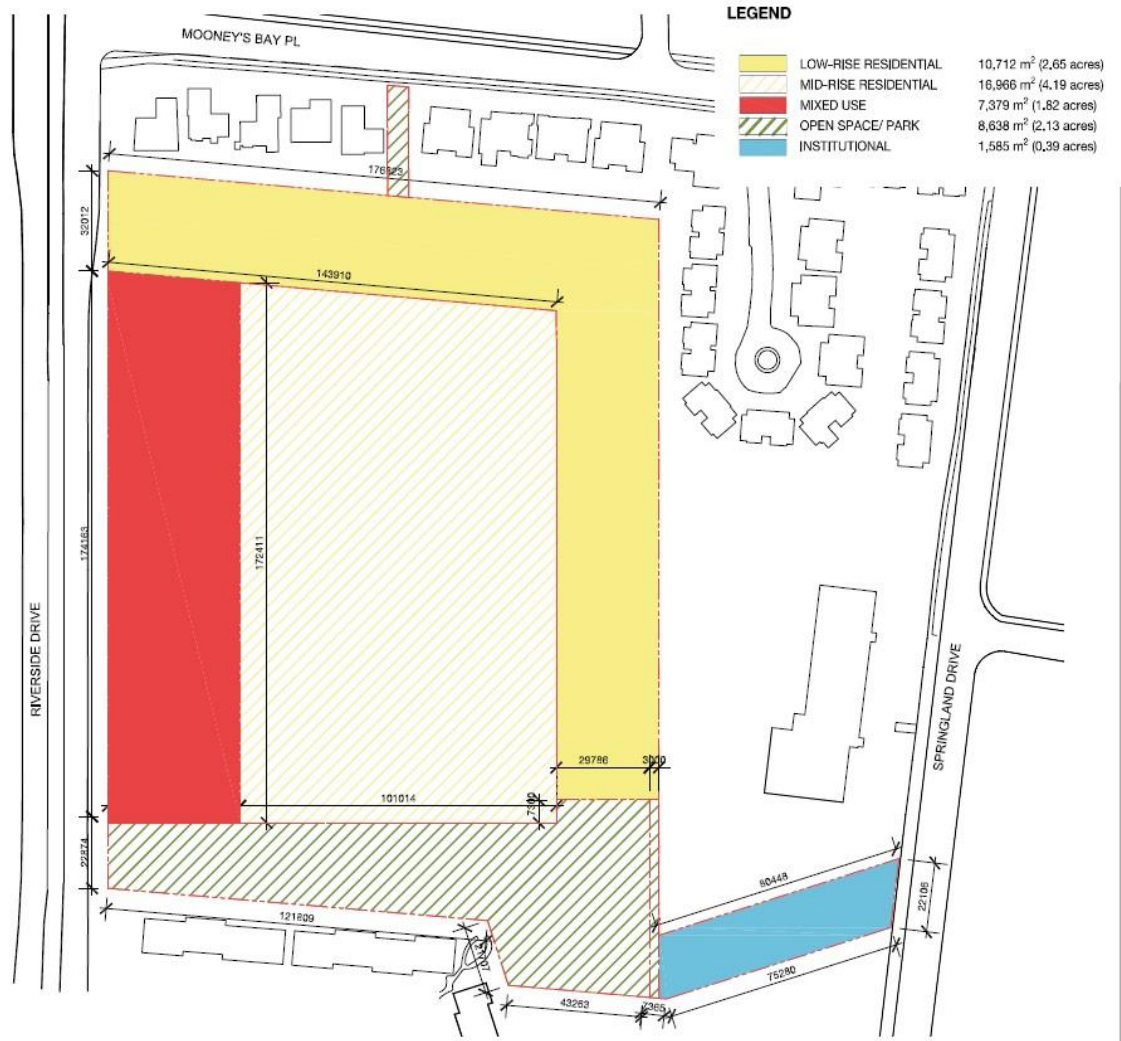 LEGEND
LOW-RISE RESIDENTIAL 10,712 m² (2.65 acres)
MID-RISE RESIDENTIAL 16,966 m² (4.19 acres)
MIXED USE 7,379 m² (1.82 acres)
OPEN SPACE/ PARK 8,638 m² (2.13 acres)
INSTITUTIONAL 1,585 m² (0.39 acres)
MOONEY'S BAY PL
176823
32012
143910
174163
172411
RIVERSIDE DRIVE
SPRINGLAND DRIVE
29786
3000
101014
7300
22874
80448
22106
121809
75280
43263
7365